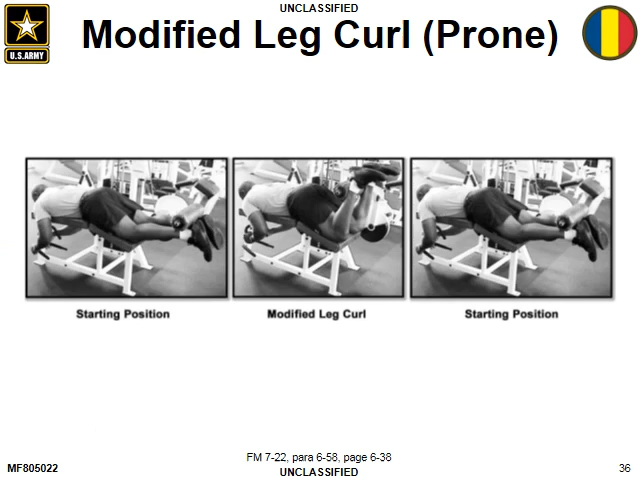 UNCLASSIFIED
Modified Leg Curl (Prone)
U.S.ARMY
Starting Position
Modified Leg Curl
Starting Position
FM 7-22, para 6-58, page 6-38
MF805022
UNCLASSIFIED
36